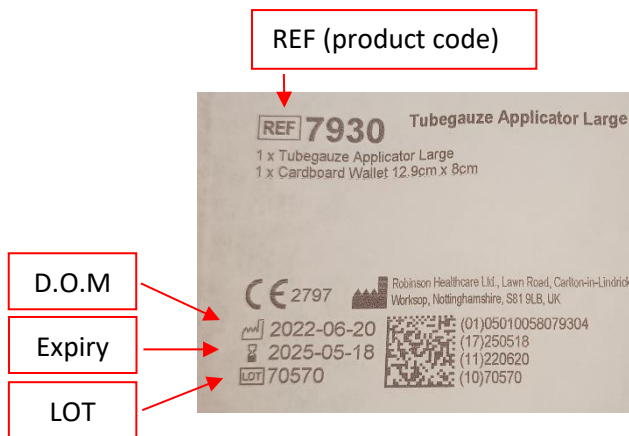 REF (product code)
REF 7930
Tubegauze Applicator Large
1 x Tubegauze Applicator Large
1 x Cardboard Wallet 12.9cm x 8cm
D.O.M
Expiry
LOT
CE 2797
Robinson Healthcare Ltd., Lawn Road, Carlton-in-Lindrick
Worksop, Nottinghamshire, S81 9LB, UK
2022-06-20
2025-05-18
LOT 70570
(01)05010058079304
(17)250518
(11)220620
(10)70570